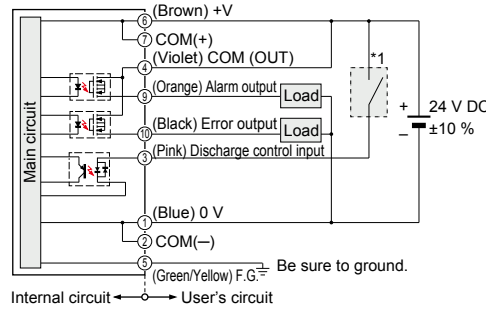 (Brown) +V
6
7 COM(+)
(Violet) COM (OUT)
4
*1
(Orange) Alarm output
9
Load
(Black) Error output
10
Load
+ 24 V DC
– ±10 %
(Pink) Discharge control input
3
Main circuit
(Blue) 0 V
1
2 COM(−)
5
(Green/Yellow) F.G.
Be sure to ground.
Internal circuit
User's circuit